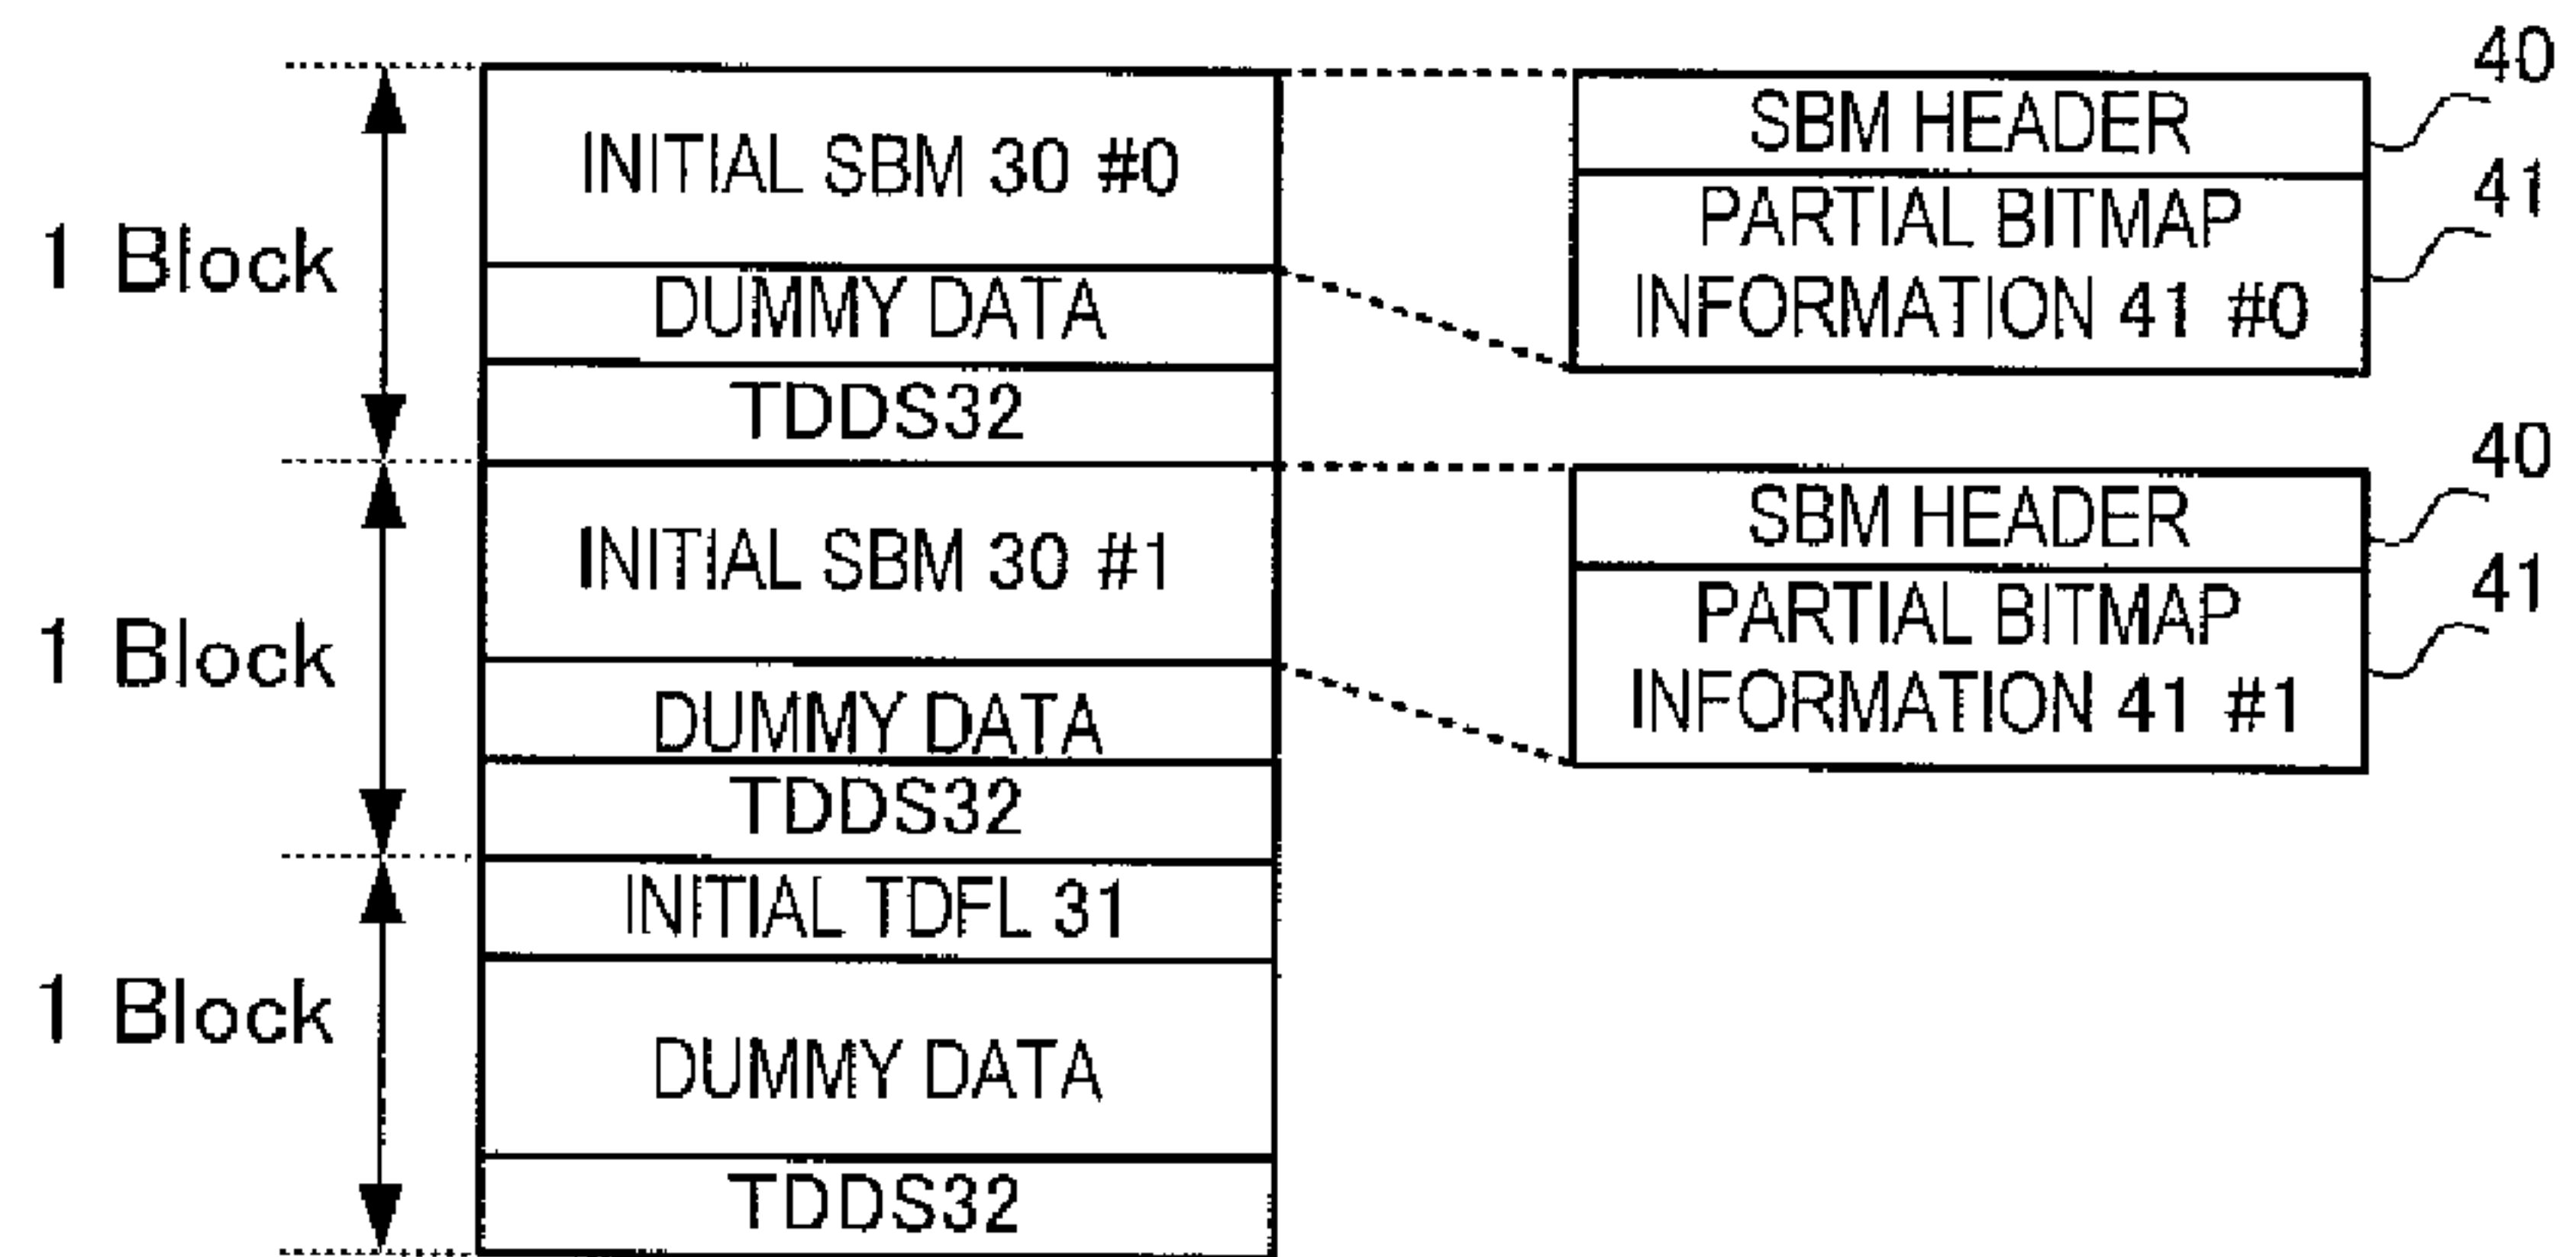 1 Block
INITIAL SBM 30 #0
DUMMY DATA
TDDS32
SBM HEADER
40
PARTIAL BITMAP
INFORMATION 41 #0
41
1 Block
INITIAL SBM 30 #1
DUMMY DATA
TDDS32
SBM HEADER
40
PARTIAL BITMAP
INFORMATION 41 #1
41
1 Block
INITIAL TDFL 31
DUMMY DATA
TDDS32